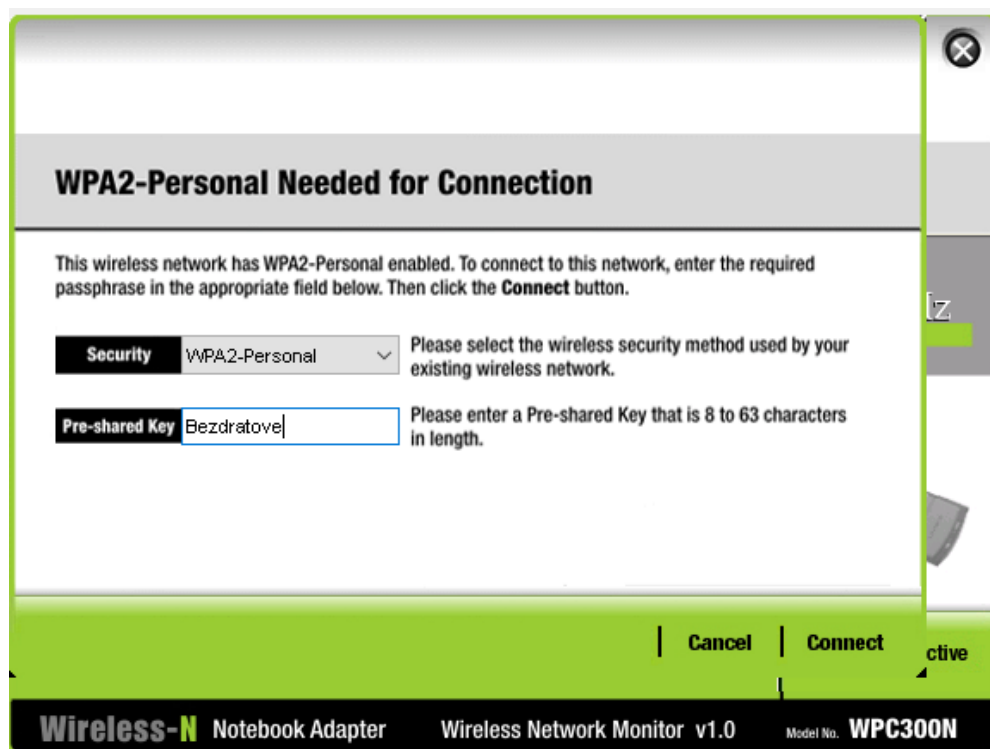 WPA2-Personal Needed for Connection
This wireless network has WPA2-Personal enabled. To connect to this network, enter the required
passphrase in the appropriate field below. Then click the Connect button.
Security WPA2-Personal Please select the wireless security method used by your
existing wireless network.
Pre-shared Key Bezdratove Please enter a Pre-shared Key that is 8 to 63 characters
in length.
Cancel Connect
ctive
Wireless-N Notebook Adapter Wireless Network Monitor v1.0 Model No. WPC300N